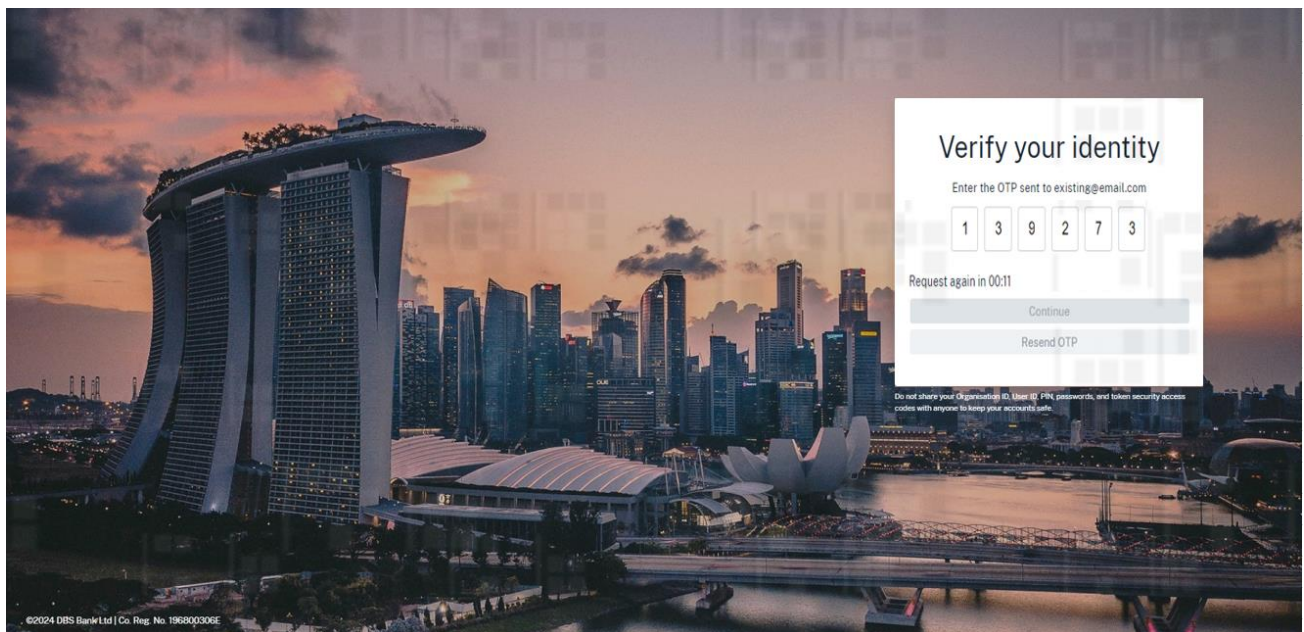 Verify your identity
Enter the OTP sent to existing@email.com
1 3 9 2 7 3
Request again in 00:11
Continue
Resend OTP
Do not share your Organisation ID, User ID, PIN, passwords, and token security access
codes with anyone to keep your accounts safe.
OUE
©2024 DBS Bank Ltd | Co. Reg. No. 196800306E